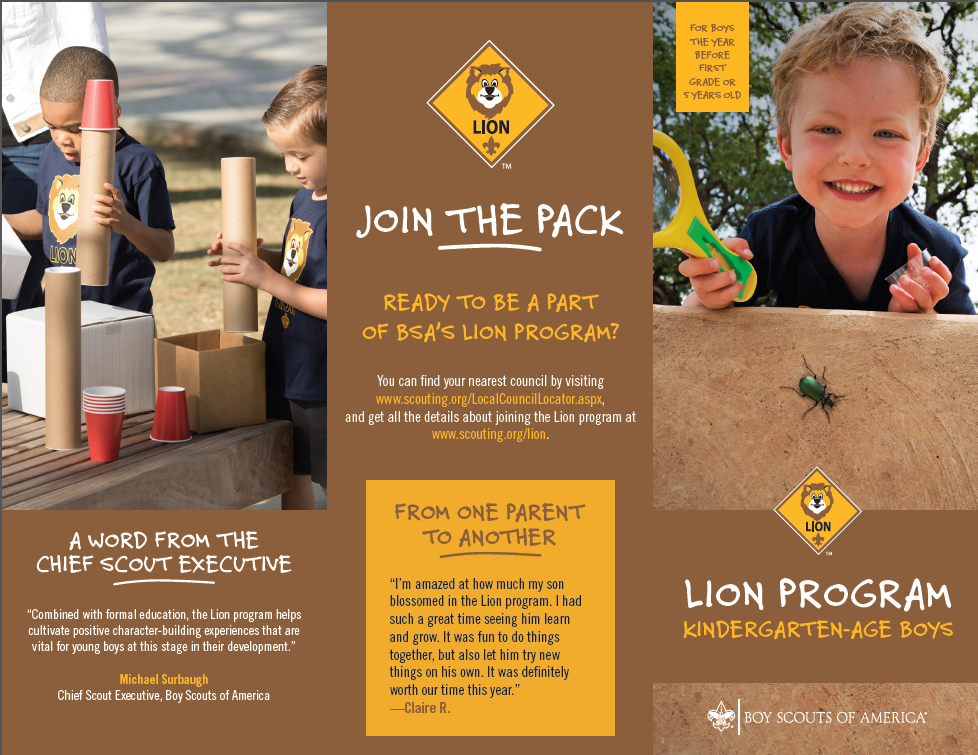 LION
A WORD FROM THE
CHIEF SCOUT EXECUTIVE
“Combined with formal education, the Lion program helps
cultivate positive character-building experiences that are
vital for young boys at this stage in their development.”
Michael Surbaugh
Chief Scout Executive, Boy Scouts of America
LION
TM
JOIN THE PACK
READY TO BE A PART
OF BSA’S LION PROGRAM?
You can find your nearest council by visiting
www.scouting.org/LocalCouncilLocator.aspx,
and get all the details about joining the Lion program at
www.scouting.org/lion.
FROM ONE PARENT
TO ANOTHER
“I’m amazed at how much my son
blossomed in the Lion program. I had
such a great time seeing him learn
and grow. It was fun to do things
together, but also let him try new
things on his own. It was definitely
worth our time this year.”
—Claire R.
FOR BOYS
THE YEAR
BEFORE
FIRST
GRADE OR
5 YEARS OLD
LION
TM
LION PROGRAM
KINDERGARTEN-AGE BOYS
BOY SCOUTS OF AMERICA®